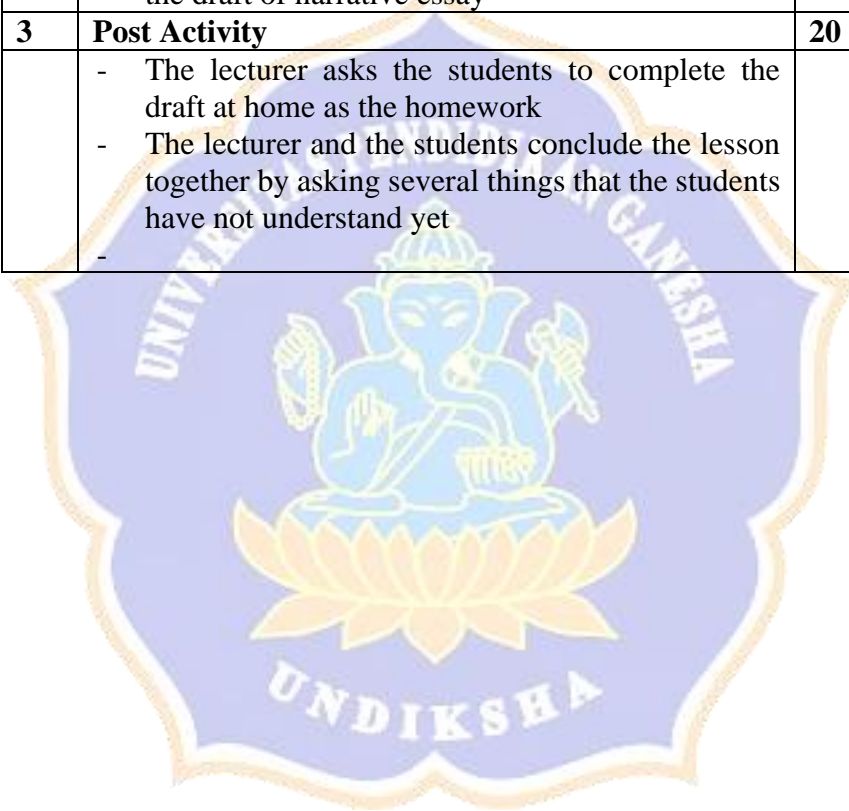 the draft of narrative essay
3 Post Activity 20
- The lecturer asks the students to complete the
draft at home as the homework
- The lecturer and the students conclude the lesson
together by asking several things that the students
have not understand yet
-
UNIVERSITAS PENDIDIKAN GANESHA
UNDIKSHA